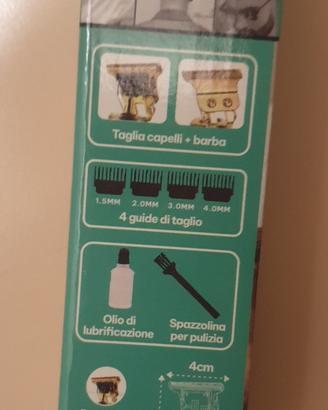 Taglia capelli + barba
1.5MM 2.0MM 3.0MM 4.0MM
4 guide di taglio
Olio di
lubrificazione
Spazzolina
per pulizia
4cm